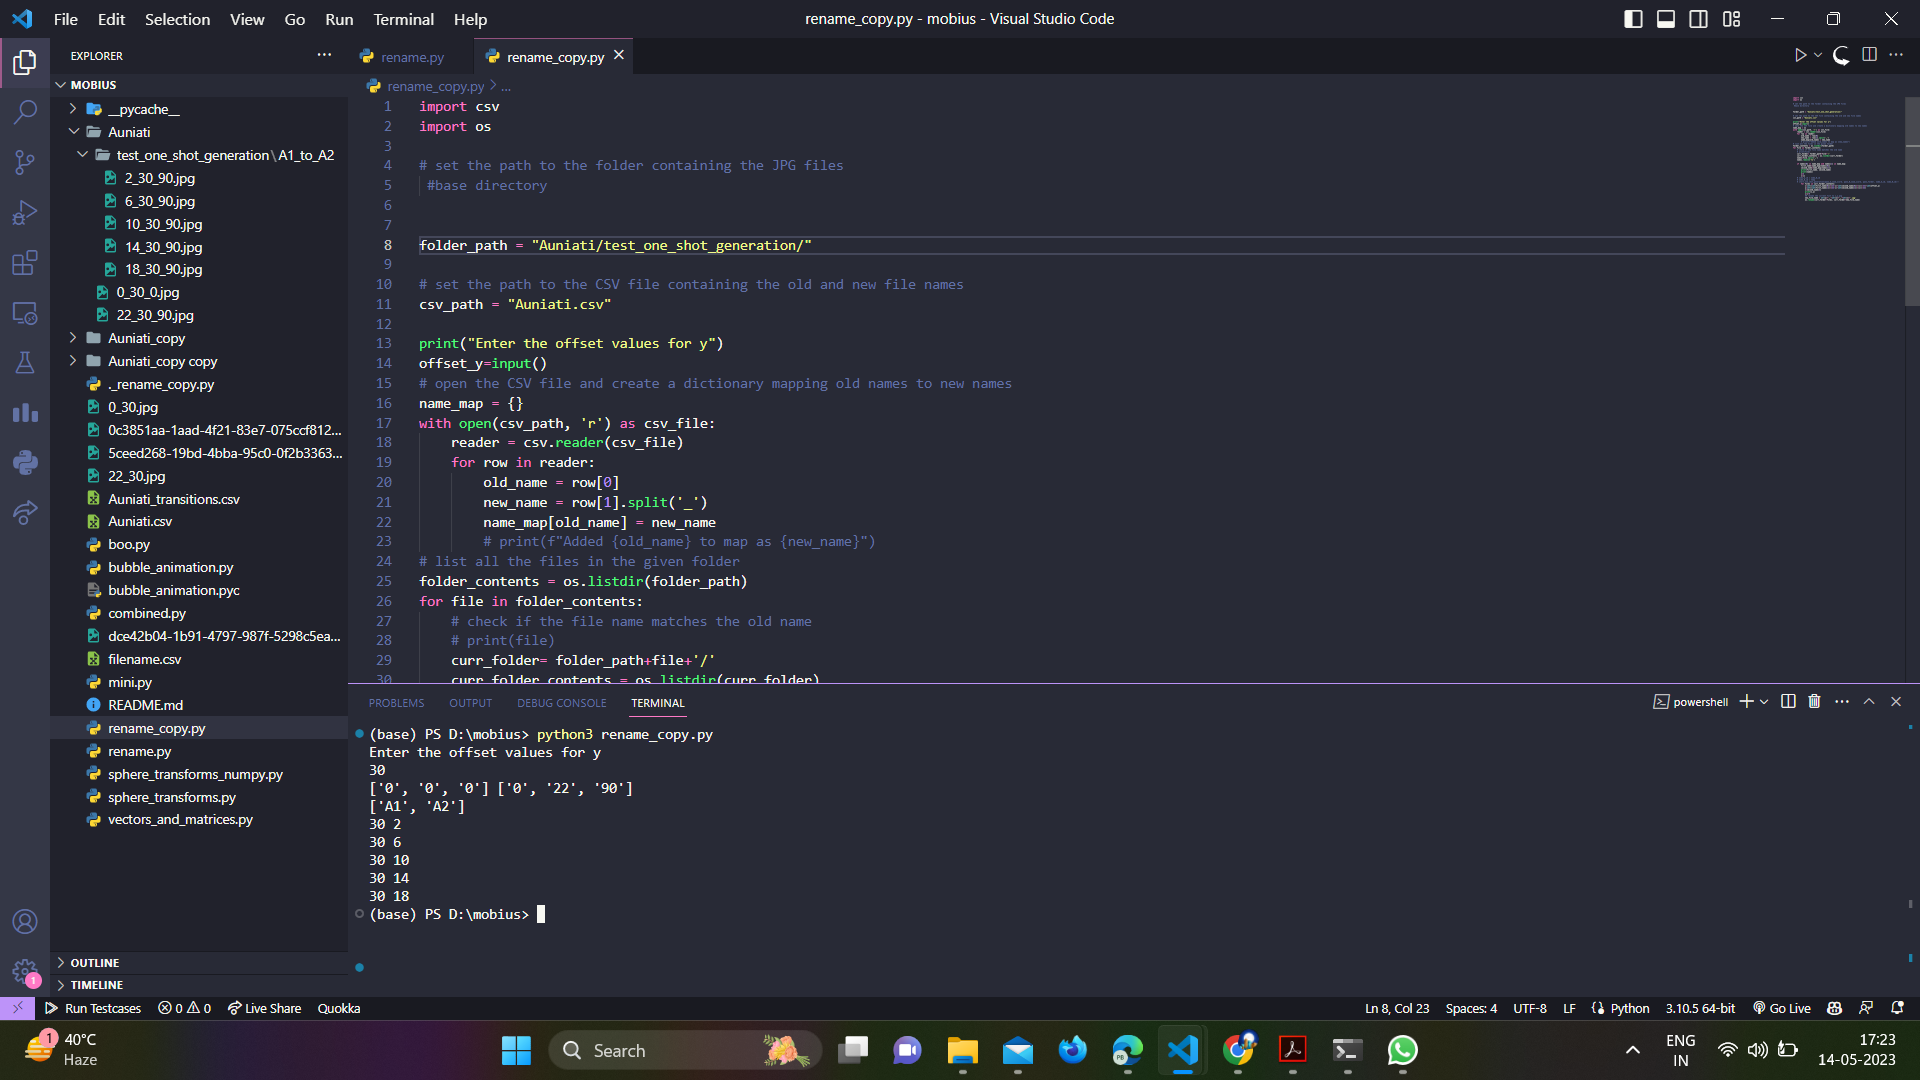 File Edit Selection View Go Run Terminal Help
rename_copy.py - mobius - Visual Studio Code
EXPLORER
MOBIUS
__pycache__
Auniati
test_one_shot_generation\A1_to_A2
2_30_90.jpg
6_30_90.jpg
10_30_90.jpg
14_30_90.jpg
18_30_90.jpg
0_30_0.jpg
22_30_90.jpg
Auniati_copy
Auniati_copy copy
._rename_copy.py
0_30.jpg
0c3851aa-1aad-4f21-83e7-075ccf812...
5ceed268-19bd-4bba-95c0-0f2b3363...
22_30.jpg
Auniati_transitions.csv
Auniati.csv
boo.py
bubble_animation.py
bubble_animation.pyc
combined.py
dce42b04-1b91-4797-987f-5298c5ea...
filename.csv
mini.py
README.md
rename_copy.py
rename.py
sphere_transforms_numpy.py
sphere_transforms.py
vectors_and_matrices.py
OUTLINE
TIMELINE
rename.py
rename_copy.py
rename_copy.py > ...
1 import csv
2 import os
3
4 # set the path to the folder containing the JPG files
5 #base directory
6
7
8 folder_path = "Auniati/test_one_shot_generation/"
9
10 # set the path to the CSV file containing the old and new file names
11 csv_path = "Auniati.csv"
12
13 print("Enter the offset values for y")
14 offset_y=input()
15 # open the CSV file and create a dictionary mapping old names to new names
16 name_map = {}
17 with open(csv_path, 'r') as csv_file:
18 reader = csv.reader(csv_file)
19 for row in reader:
20 old_name = row[0]
21 new_name = row[1].split('_')
22 name_map[old_name] = new_name
23 # print(f"Added {old_name} to map as {new_name}")
24 # list all the files in the given folder
25 folder_contents = os.listdir(folder_path)
26 for file in folder_contents:
27 # check if the file name matches the old name
28 # print(file)
29 curr_folder= folder_path+file+'/'
30 curr_folder_contents = os.listdir(curr_folder)
PROBLEMS OUTPUT DEBUG CONSOLE TERMINAL
powershell
(base) PS D:\mobius> python3 rename_copy.py
Enter the offset values for y
30
['0', '0', '0'] ['0', '22', '90']
['A1', 'A2']
30 2
30 6
30 10
30 14
30 18
(base) PS D:\mobius>
1
Run Testcases 0 0 Live Share Quokka
Ln 8, Col 23 Spaces: 4 UTF-8 LF Python 3.10.5 64-bit Go Live
1
40°C
Haze
Search
PB
ENG
IN
17:23
14-05-2023